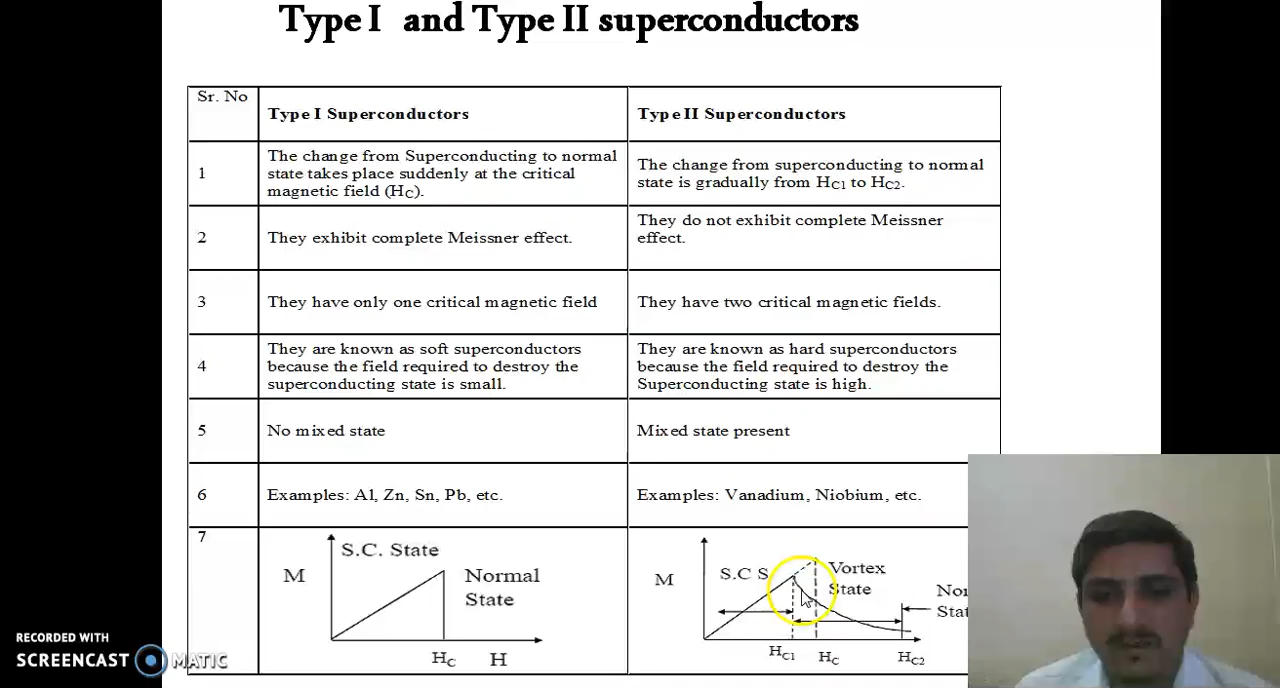 Type I and Type II superconductors
Sr. No
Type I Superconductors
Type II Superconductors
1
The change from Superconducting to normal
state takes place suddenly at the critical
magnetic field (HC).
The change from superconducting to normal
state is gradually from HC1 to HC2.
2
They exhibit complete Meissner effect.
They do not exhibit complete Meissner
effect.
3
They have only one critical magnetic field
They have two critical magnetic fields.
4
They are known as soft superconductors
because the field required to destroy the
superconducting state is small.
They are known as hard superconductors
because the field required to destroy the
Superconducting state is high.
5
No mixed state
Mixed state present
6
Examples: Al, Zn, Sn, Pb, etc.
Examples: Vanadium, Niobium, etc.
7
S.C. State
M
Normal
State
HC
H
M
S.C S
Vortex
State
HC1
HC
HC2
RECORDED WITH
SCREENCAST MATIC